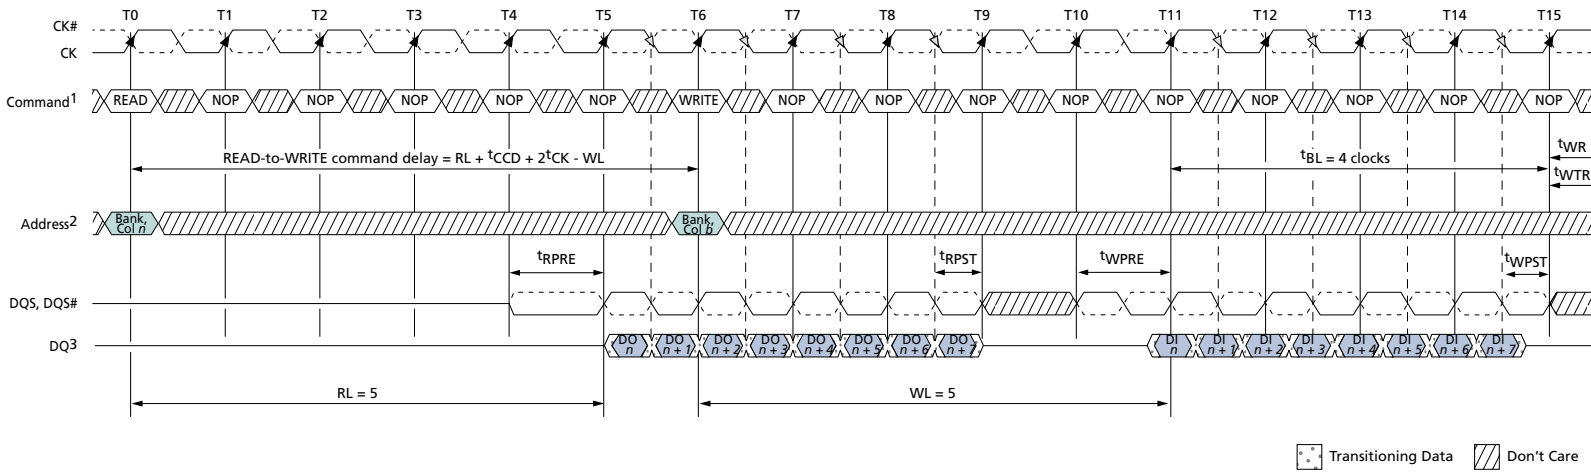 T0 T1 T2 T3 T4 T5 T6 T7 T8 T9 T10 T11 T12 T13 T14 T15
CK#
CK
Command1 READ NOP NOP NOP NOP NOP WRITE NOP NOP NOP NOP NOP NOP NOP NOP NOP
READ-to-WRITE command delay = RL + tCCD + 2tCK - WL
tBL = 4 clocks
tWR
tWTR
Address2
Bank, Col n
Bank, Col b
tRPRE tRPST tWPRE tWPST
DQS, DQS#
DQ3
DO n
DO n + 1
DO n + 2
DO n + 3
DO n + 4
DO n + 5
DO n + 6
DO n + 7
DI n
DI n + 1
DI n + 2
DI n + 3
DI n + 4
DI n + 5
DI n + 6
DI n + 7
RL = 5 WL = 5
Transitioning Data Don't Care